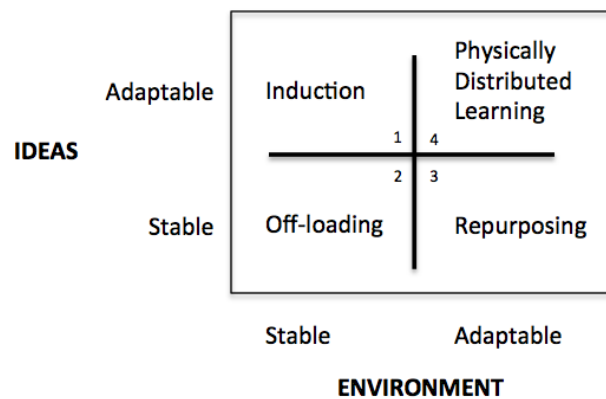 Physically
Distributed
Learning
Adaptable
Induction
1
4
IDEAS
2
3
Stable
Off-loading
Repurposing
Stable
Adaptable
ENVIRONMENT